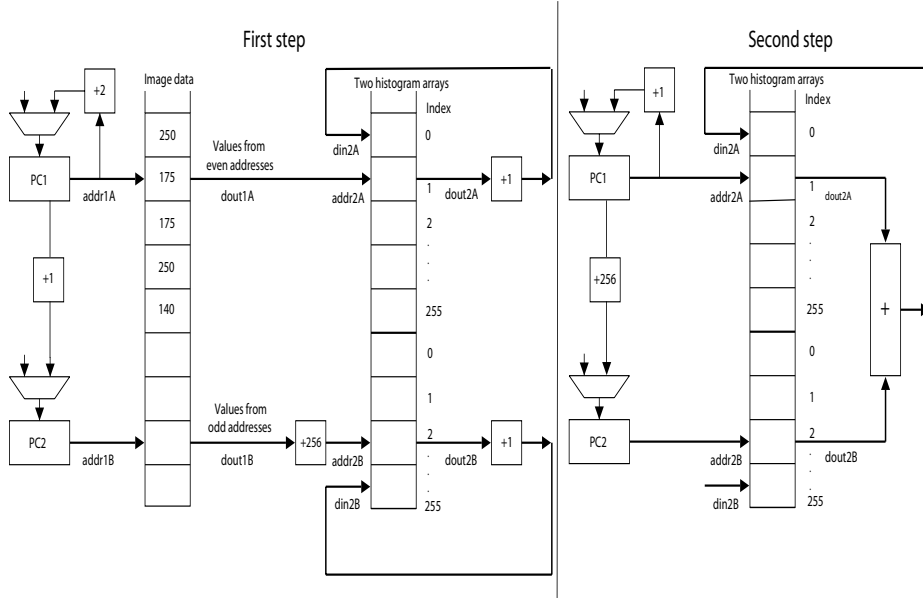 First step
Second step
Image data
Two histogram arrays
Index
+2
250
0
din2A
PC1
addr1A
175
Values from
even addresses
dout1A
addr2A
1
dout2A
+1
175
2
.
.
.
+1
250
140
255
0
1
PC2
addr1B
Values from
odd addresses
dout1B
+256
addr2B
2
dout2B
+1
.
.
.
din2B
255
Two histogram arrays
Index
+1
0
din2A
PC1
addr2A
1
dout2A
2
.
.
.
+256
255
+
0
1
PC2
addr2B
2
dout2B
.
.
.
din2B
255